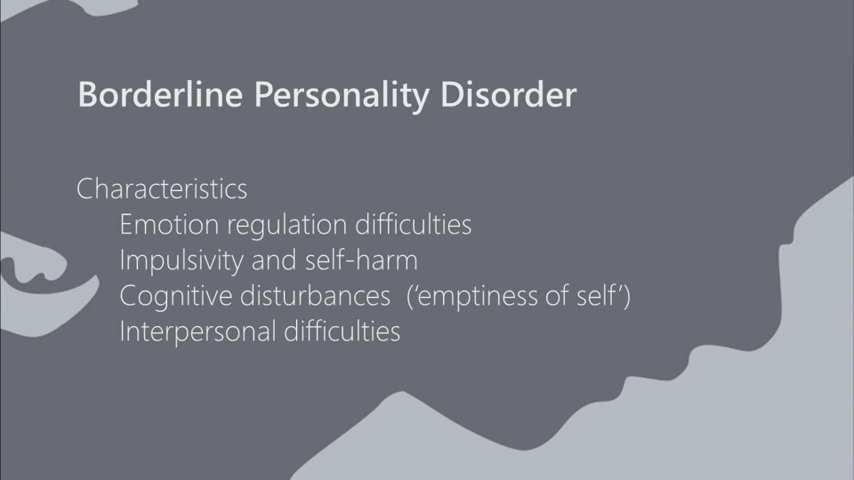 Borderline Personality Disorder
Characteristics
Emotion regulation difficulties
Impulsivity and self-harm
Cognitive disturbances (‘emptiness of self’)
Interpersonal difficulties